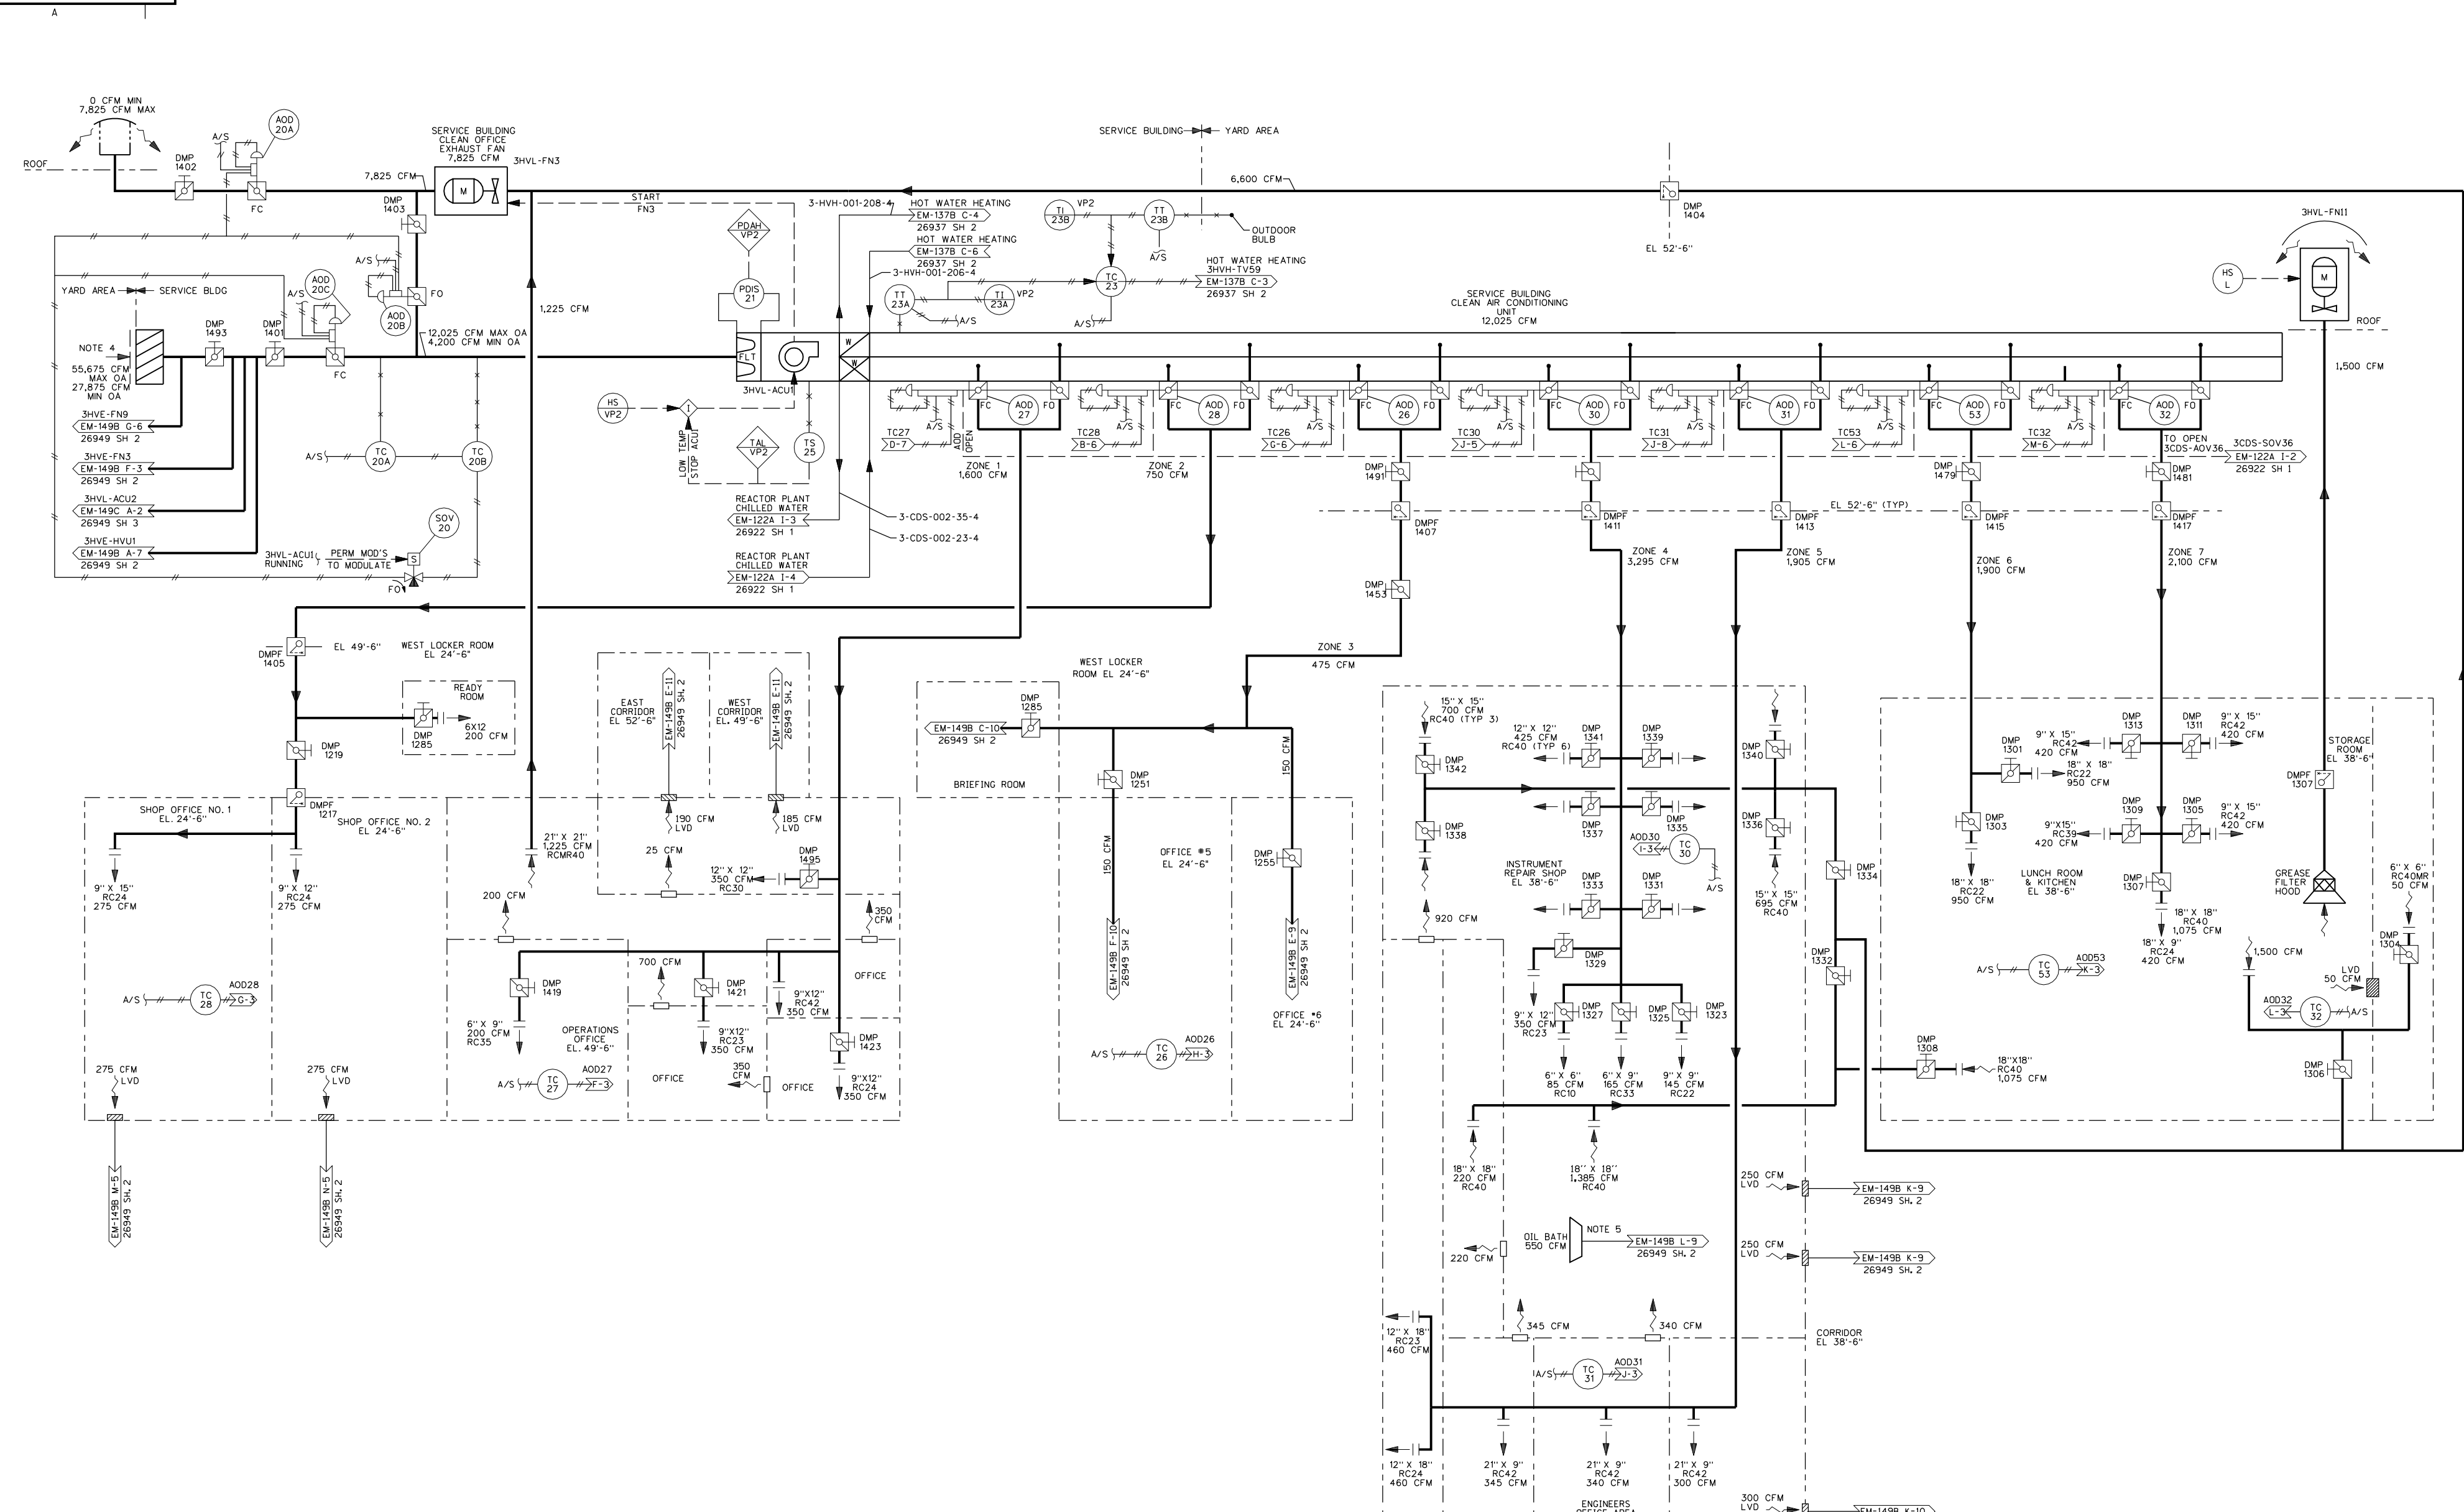 A
0 CFM MIN
7,825 CFM MAX
ROOF
DMP
1402
A/S
AOD
20A
FC
7,825 CFM
SERVICE BUILDING
CLEAN OFFICE
EXHAUST FAN
7,825 CFM
3HVL-FN3
M
START
FN3
DMP
1403
A/S
AOD
20B
FO
YARD AREA
SERVICE BLDG
AOD
20C
A/S
DMP
1493
DMP
1401
FC
NOTE 4
55,675 CFM
MAX OA
27,875 CFM
MIN OA
12,025 CFM MAX OA
4,200 CFM MIN OA
1,225 CFM
3HVE-FN9
EM-149B G-6
26949 SH 2
3HVE-FN3
EM-149B F-3
26949 SH 2
3HVL-ACU2
EM-149C A-2
26949 SH 3
3HVE-HVU1
EM-149B A-7
26949 SH 2
A/S
TC
20A
TC
20B
SOV
20
S
3HVL-ACU1
RUNNING
PERM MOD'S
TO MODULATE
FO
PDAH
VP2
PDIS
21
FLT
3HVL-ACU1
HS
VP2
I
LOW TEMP
STOP ACU1
TAL
VP2
TS
25
W
W
3-HVH-001-208-4
HOT WATER HEATING
EM-137B C-4
26937 SH 2
HOT WATER HEATING
EM-137B C-6
26937 SH 2
3-HVH-001-206-4
TT
23A
TI
23A
VP2
A/S
TI
23B
VP2
TT
23B
A/S
TC
23
A/S
OUTDOOR
BULB
HOT WATER HEATING
3HVH-TV59
EM-137B C-3
26937 SH 2
SERVICE BUILDING
YARD AREA
6,600 CFM
DMP
1404
EL 52'-6"
SERVICE BUILDING
CLEAN AIR CONDITIONING
UNIT
12,025 CFM
3HVL-FN11
HS
L
M
ROOF
1,500 CFM
REACTOR PLANT
CHILLED WATER
EM-122A I-3
26922 SH 1
REACTOR PLANT
CHILLED WATER
EM-122A I-4
26922 SH 1
3-CDS-002-35-4
3-CDS-002-23-4
TC27
D-7
A/S
AOD
OPEN
FC
AOD
27
FO
ZONE 1
1,600 CFM
TC28
B-6
A/S
FC
AOD
28
FO
ZONE 2
750 CFM
TC26
G-6
A/S
FC
AOD
26
FO
TC30
J-5
A/S
FC
AOD
30
FO
TC31
J-8
A/S
FC
AOD
31
FO
TC53
L-6
A/S
FC
AOD
53
FO
TC32
M-6
A/S
FC
AOD
32
FO
TO OPEN
3CDS-AOV36
3CDS-SOV36
EM-122A I-2
26922 SH 1
DMP
1491
DMP
1479
DMP
1481
DMPF
1407
DMPF
1411
DMPF
1413
EL 52'-6" (TYP)
DMPF
1415
DMPF
1417
DMP
1453
ZONE 4
3,295 CFM
ZONE 5
1,905 CFM
ZONE 6
1,900 CFM
ZONE 7
2,100 CFM
ZONE 3
475 CFM
DMPF
1405
EL 49'-6"
WEST LOCKER ROOM
EL 24'-6"
READY
ROOM
DMP
1285
6X12
200 CFM
DMP
1219
DMPF
1217
SHOP OFFICE NO. 1
EL. 24'-6"
SHOP OFFICE NO. 2
EL 24'-6"
9" X 15"
RC24
275 CFM
9" X 12"
RC24
275 CFM
A/S
TC
28
AOD28
G-3
275 CFM
LVD
275 CFM
LVD
EM-149B M-5
26949 SH. 2
EM-149B N-5
26949 SH. 2
EAST
CORRIDOR
EL 52'-6"
EM-149B E-11
26949 SH. 2
WEST
CORRIDOR
EL. 49'-6"
EM-149B E-11
26949 SH. 2
190 CFM
LVD
185 CFM
LVD
21" X 21"
1,225 CFM
RCMR40
25 CFM
12" X 12"
350 CFM
RC30
DMP
1495
200 CFM
350
CFM
700 CFM
DMP
1419
DMP
1421
9"X12"
RC42
350 CFM
OFFICE
6" X 9"
200 CFM
RC35
OPERATIONS
OFFICE
EL. 49'-6"
9"X12"
RC23
350 CFM
DMP
1423
A/S
TC
27
AOD27
F-3
OFFICE
350
CFM
OFFICE
9"X12"
RC24
350 CFM
WEST LOCKER
ROOM EL 24'-6"
EM-149B C-10
26949 SH 2
DMP
1285
BRIEFING ROOM
DMP
1251
150 CFM
150 CFM
OFFICE #5
EL 24'-6"
DMP
1255
EM-149B F-10
26949 SH 2
EM-149B E-9
26949 SH 2
A/S
TC
26
AOD26
H-3
OFFICE #6
EL 24'-6"
15" X 15"
700 CFM
RC40 (TYP 3)
12" X 12"
425 CFM
RC40 (TYP 6)
DMP
1341
DMP
1339
DMP
1340
DMP
1342
DMP
1338
DMP
1337
DMP
1335
DMP
1336
AOD30
I-3
TC
30
A/S
INSTRUMENT
REPAIR SHOP
EL 38'-6"
DMP
1333
DMP
1331
15" X 15"
695 CFM
RC40
DMP
1334
920 CFM
DMP
1329
DMP
1332
9" X 12"
350 CFM
RC23
DMP
1327
DMP
1325
DMP
1323
6" X 6"
85 CFM
RC10
6" X 9"
165 CFM
RC33
9" X 9"
145 CFM
RC22
18" X 18"
220 CFM
RC40
18" X 18"
1,385 CFM
RC40
250 CFM
LVD
EM-149B K-9
26949 SH. 2
OIL BATH
550 CFM
NOTE 5
EM-149B L-9
26949 SH. 2
220 CFM
250 CFM
LVD
EM-149B K-9
26949 SH. 2
345 CFM
340 CFM
CORRIDOR
EL 38'-6"
12" X 18"
RC23
460 CFM
A/S
TC
31
AOD31
J-3
12" X 18"
RC24
460 CFM
21" X 9"
RC42
345 CFM
21" X 9"
RC42
340 CFM
21" X 9"
RC42
300 CFM
ENGINEERS
OFFICE AREA
300 CFM
LVD
EM-149B K-10
DMP
1301
18" X 18"
RC22
950 CFM
DMP
1303
18" X 18"
RC22
950 CFM
9" X 15"
RC42
420 CFM
DMP
1313
DMP
1311
9" X 15"
RC42
420 CFM
9"X15"
RC39
420 CFM
DMP
1309
DMP
1305
9" X 15"
RC42
420 CFM
LUNCH ROOM
& KITCHEN
EL 38'-6"
DMP
1307
18" X 18"
RC40
1,075 CFM
18" X 9"
RC24
420 CFM
A/S
TC
53
AOD53
K-3
STORAGE
ROOM
EL 38'-6"
DMPF
1307
GREASE
FILTER
HOOD
6" X 6"
RC40MR
50 CFM
1,500 CFM
DMP
1304
LVD
50 CFM
AOD32
L-3
TC
32
A/S
DMP
1306
DMP
1308
18"X18"
RC40
1,075 CFM